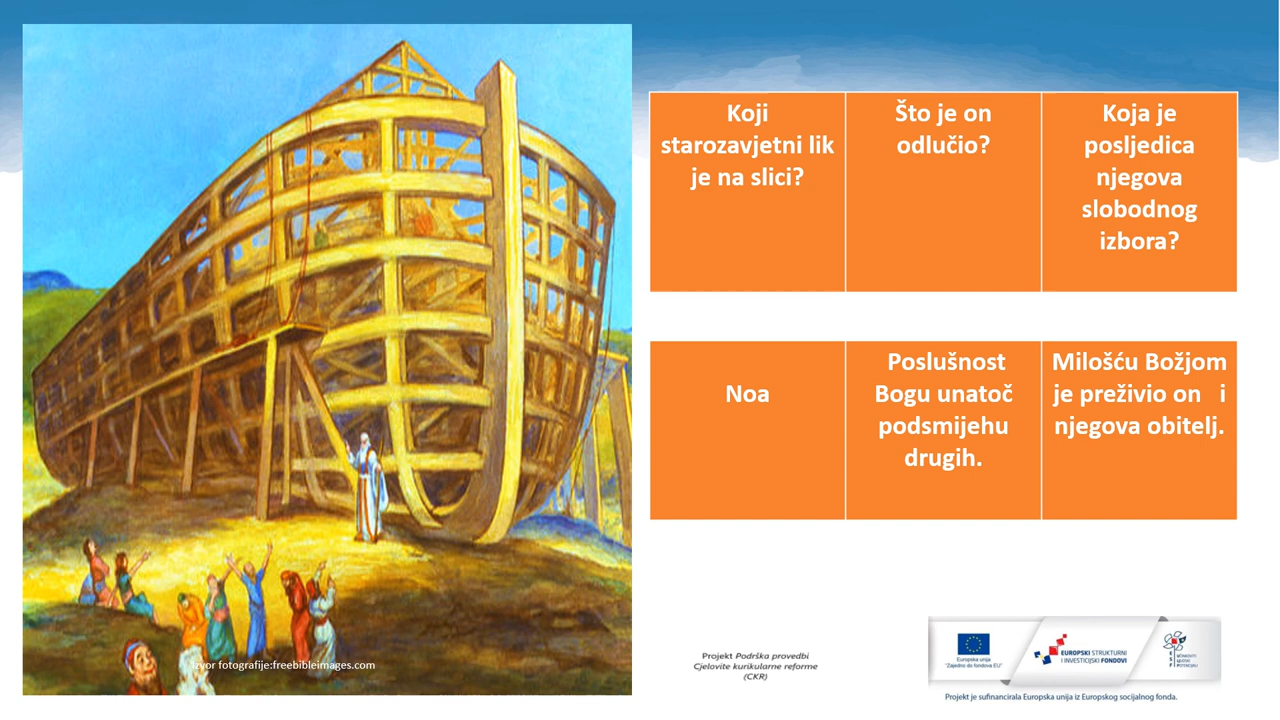 Koji
starozavjetni lik
je na slici?
Što je on
odlučio?
Koja je
posljedica
njegova
slobodnog
izbora?
Noa
Poslušnost
Bogu unatoč
podsmijehu
drugih.
Milošću Božjom
je preživio on i
njegova obitelj.
Izvor fotografije:freebibleimages.com
Projekt Podrška provedbi
Cjelovite kurikularne reforme
(CKR)
Europska unija
"Zajedno do fondova EU"
EUROPSKI STRUKTURNI
I INVESTICIJSKI FONDOVI
UČINKOVITI
LJUDSKI
POTENCIJALI
Projekt je sufinancirala Europska unija iz Europskog socijalnog fonda.